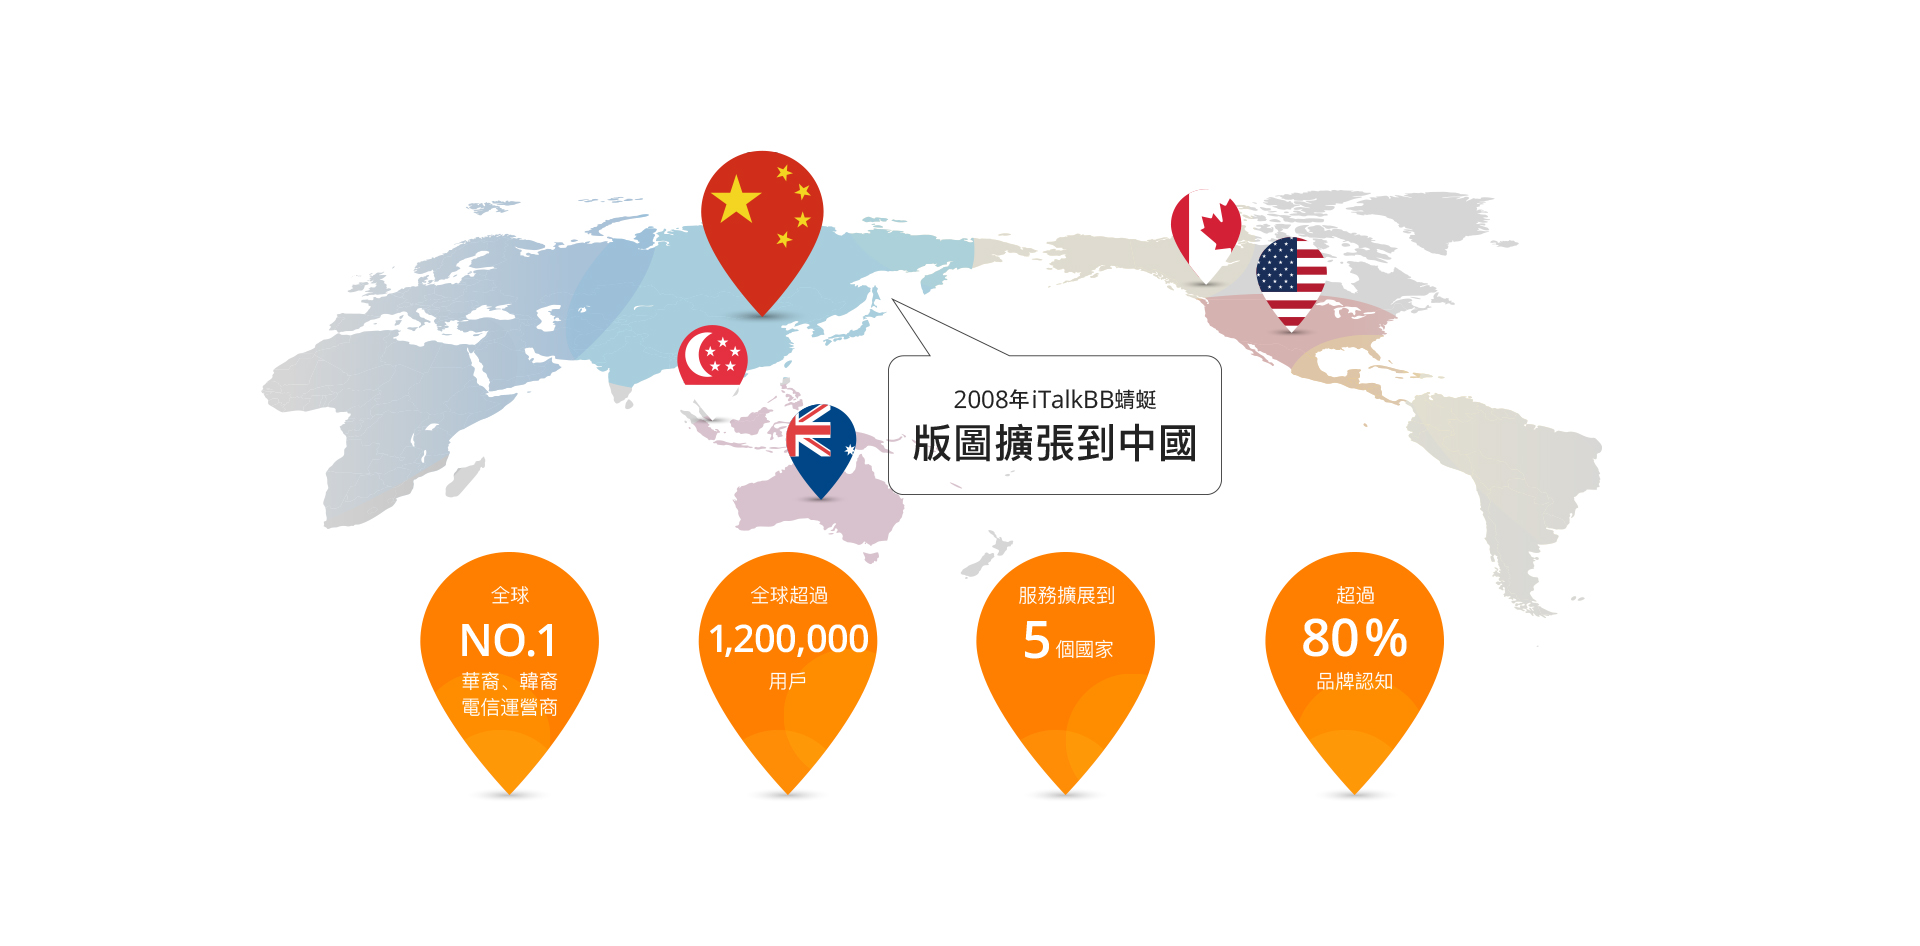 2008年iTalkBB蜻蜓
版圖擴張到中國
全球
NO.1
華裔、韓裔
電信運營商
全球超過
1,200,000
用戶
服務擴展到
5個國家
超過
80%
品牌認知